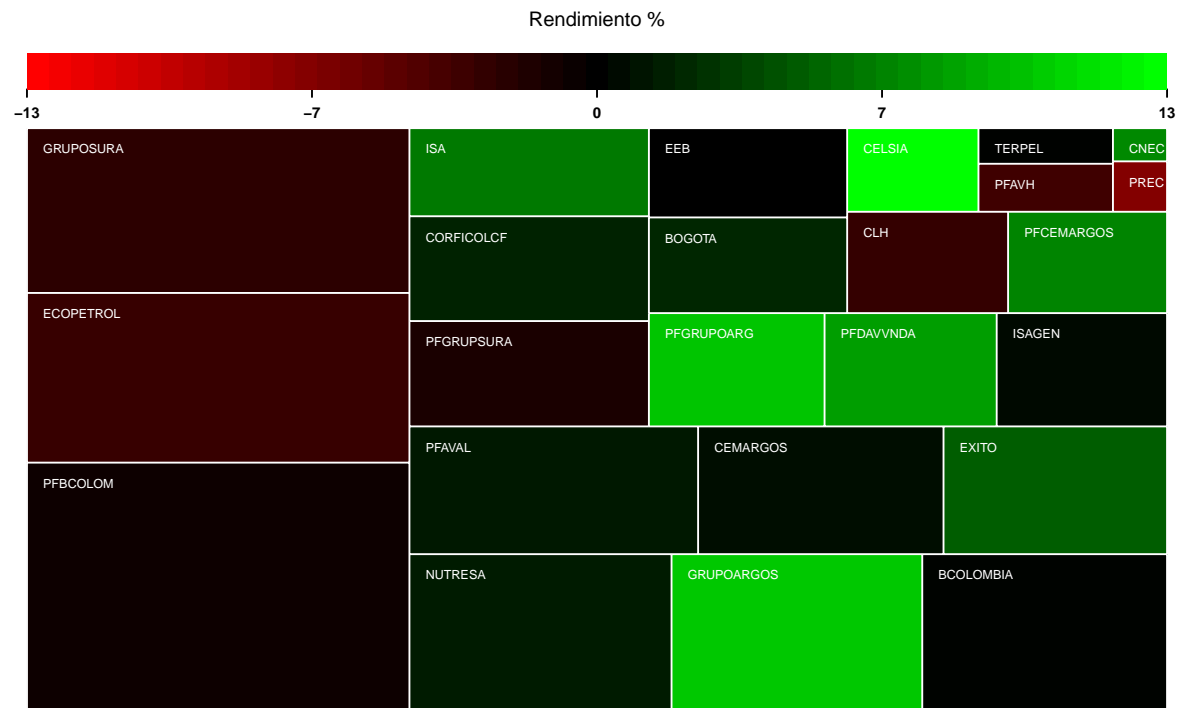 Rendimiento %
−13 −7 0 7 13
GRUPOSURA
ISA
EEB
CELSIA
TERPEL
CNEC
PFAVH
PREC
CORFICOLCF
BOGOTA
CLH
PFCEMARGOS
ECOPETROL
PFGRUPSURA
PFGRUPOARG
PFDAVVNDA
ISAGEN
PFAVAL
CEMARGOS
EXITO
PFBCOLOM
NUTRESA
GRUPOARGOS
BCOLOMBIA